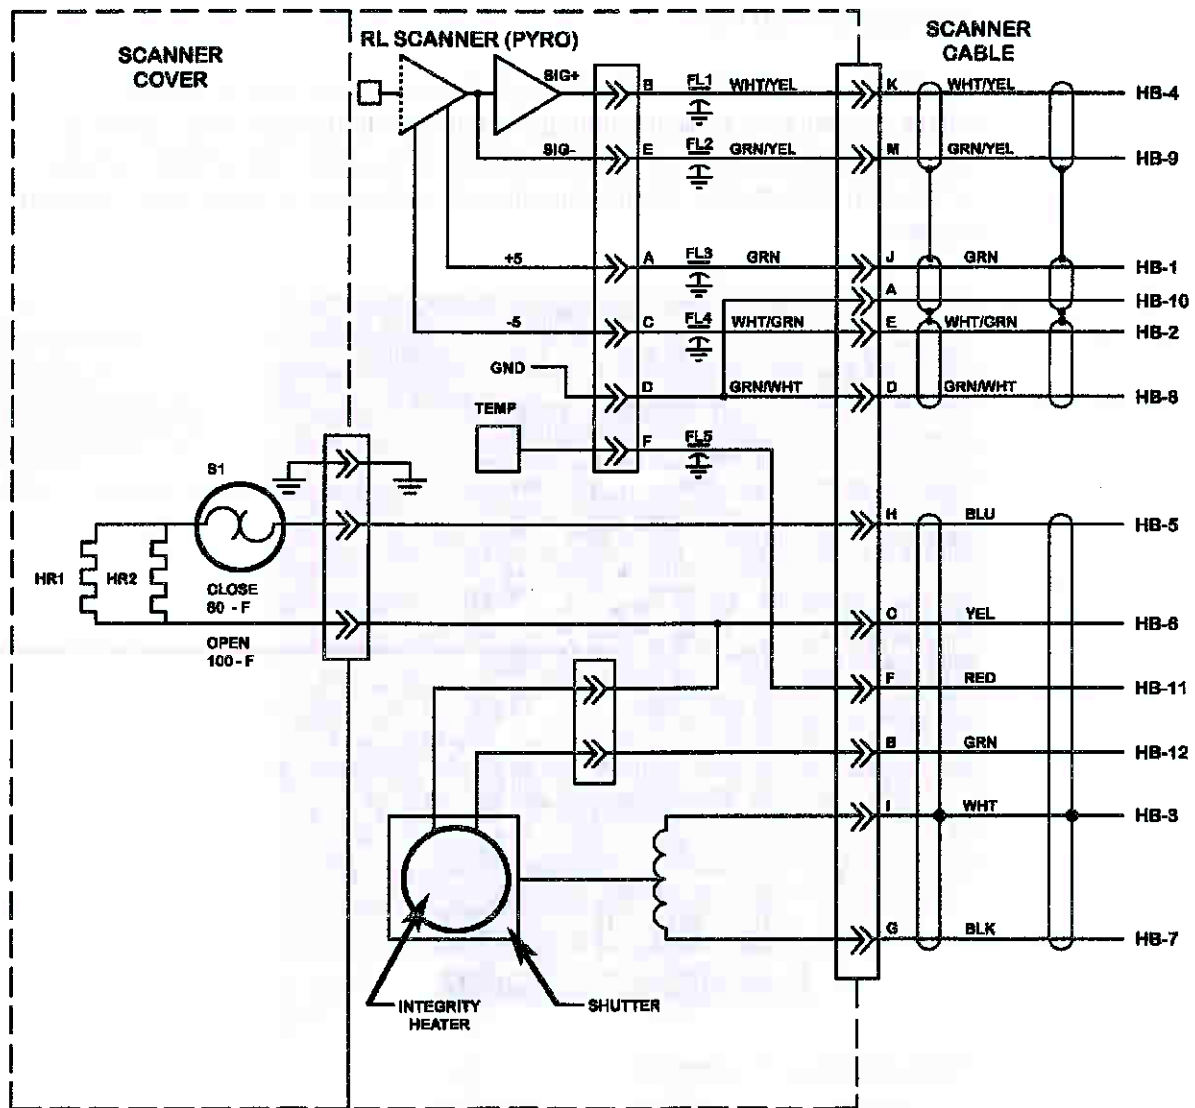 SCANNER
COVER
RL SCANNER (PYRO)
SCANNER
CABLE
SIG+
B
FL1
WHT/YEL
K
WHT/YEL
HB-4
SIG-
E
FL2
GRN/YEL
M
GRN/YEL
HB-9
+5
A
FL3
GRN
J
GRN
HB-1
A
HB-10
-5
C
FL4
WHT/GRN
E
WHT/GRN
HB-2
GND
D
GRN/WHT
D
GRN/WHT
HB-8
TEMP
F
FL5
S1
H
BLU
HB-5
HR1
HR2
CLOSE
80 - F
OPEN
100 - F
C
YEL
HB-6
F
RED
HB-11
B
GRN
HB-12
I
WHT
HB-3
G
BLK
HB-7
INTEGRITY
HEATER
SHUTTER